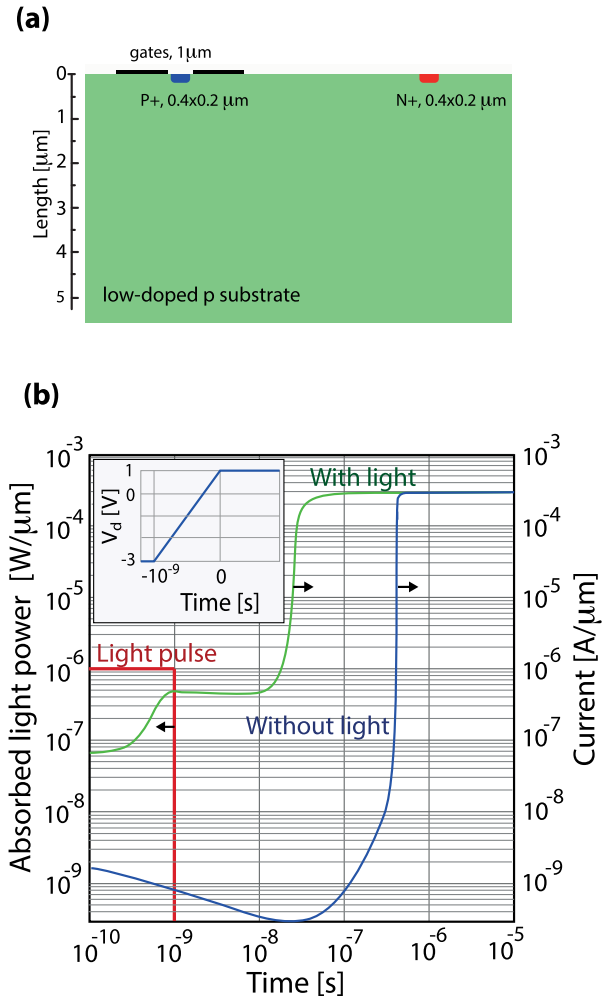 (a)
gates, 1μm
P+, 0.4x0.2 μm
N+, 0.4x0.2 μm
Length [μm]
0
1
2
3
4
5
low-doped p substrate
(b)
Absorbed light power [W/μm]
10-3
10-4
10-5
10-6
10-7
10-8
10-9
Vd [V]
1
0
-3
-10-9
0
Time [s]
With light
Light pulse
Without light
10-3
10-4
10-5
10-6
10-7
10-8
10-9
Current [A/μm]
10-10
10-9
10-8
10-7
10-6
10-5
Time [s]